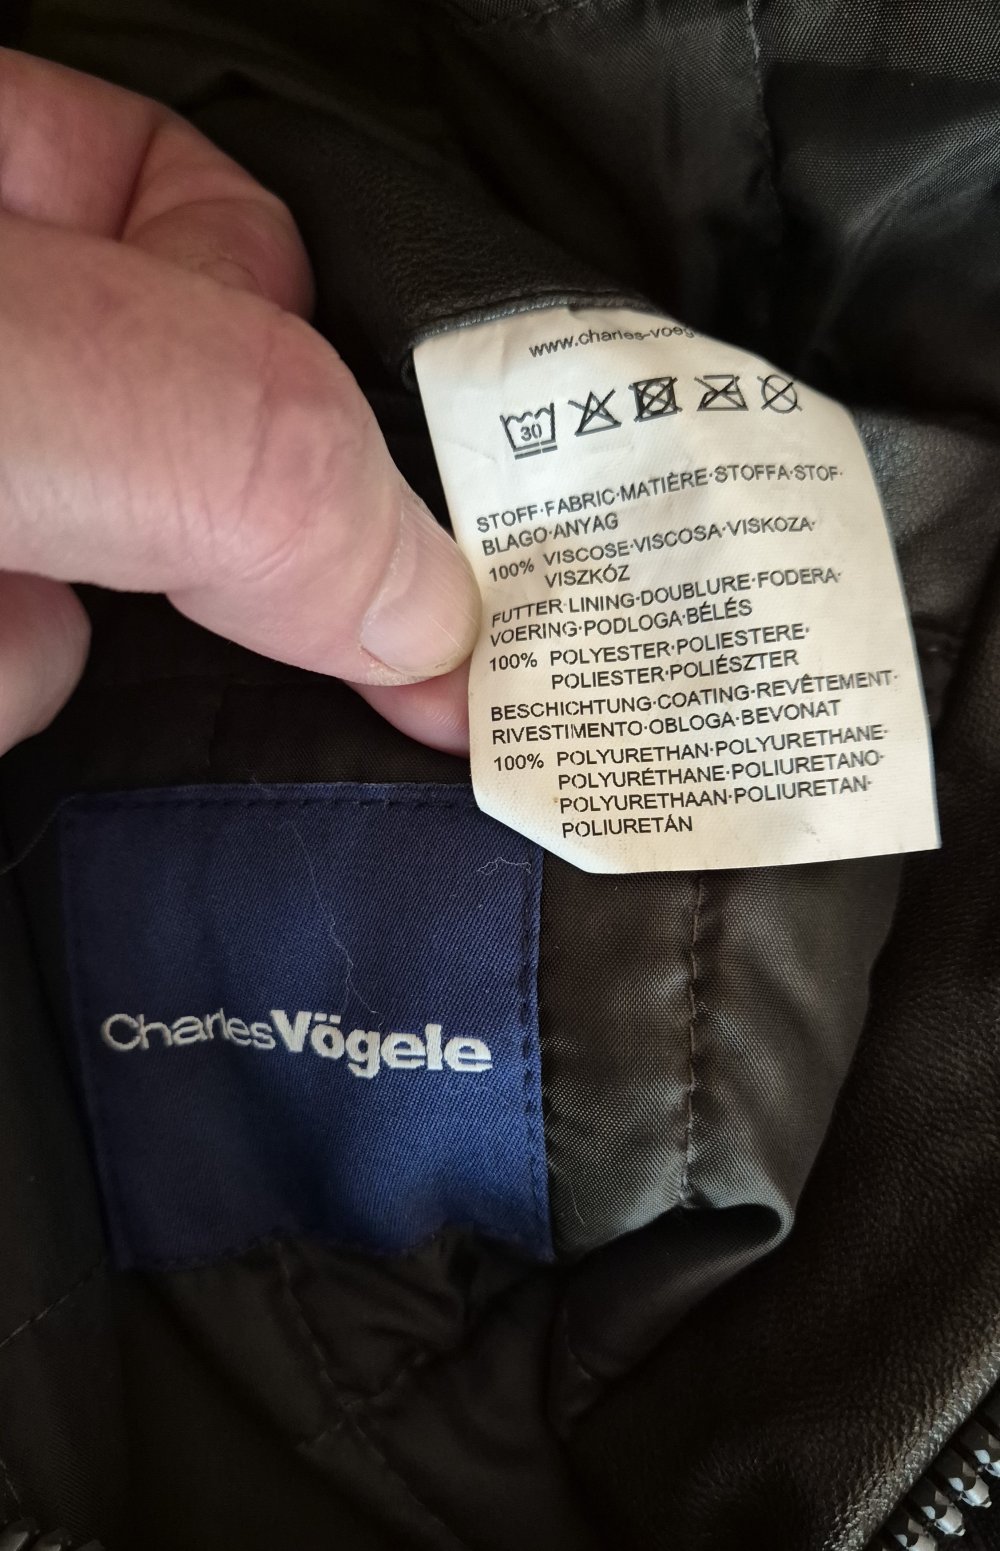 www.charles-voeg
30
STOFF·FABRIC·MATIÈRE·STOFFA·STOF·
BLAGO·ANYAG
100% VISCOSE·VISCOSA·VISKOZA·
VISZKÓZ
FUTTER·LINING·DOUBLURE·FODERA·
VOERING·PODLOGA·BÉLÉS
100% POLYESTER·POLIESTERE·
POLIESTER·POLIÉSZTER
BESCHICHTUNG·COATING·REVÊTEMENT·
RIVESTIMENTO·OBLOGA·BEVONAT
100% POLYURETHAN·POLYURETHANE·
POLYURÉTHANE·POLIURETANO·
POLYURETHAAN·POLIURETAN·
POLIURETÁN
CharlesVögele